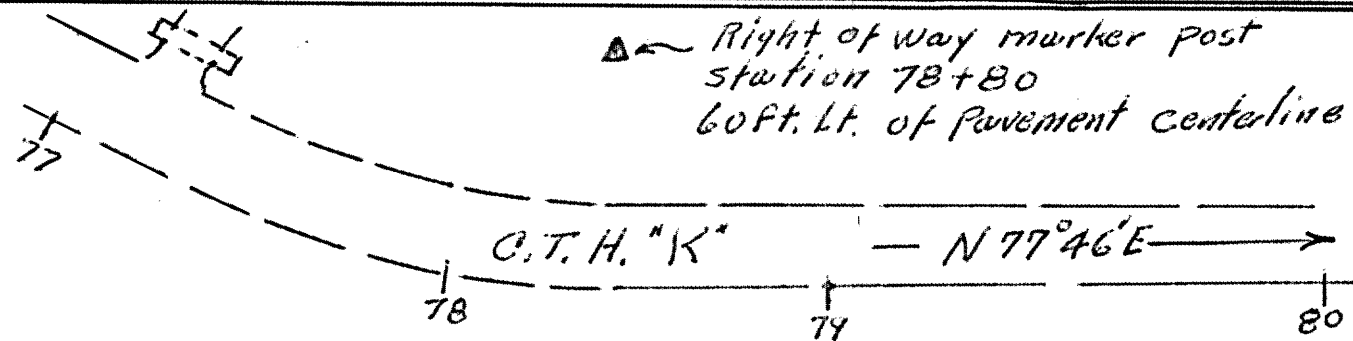 Right of way marker post
station 78+80
60ft. Lt. of Pavement Centerline
77
C.T.H. "K" — N 77°46'E
78
79
80